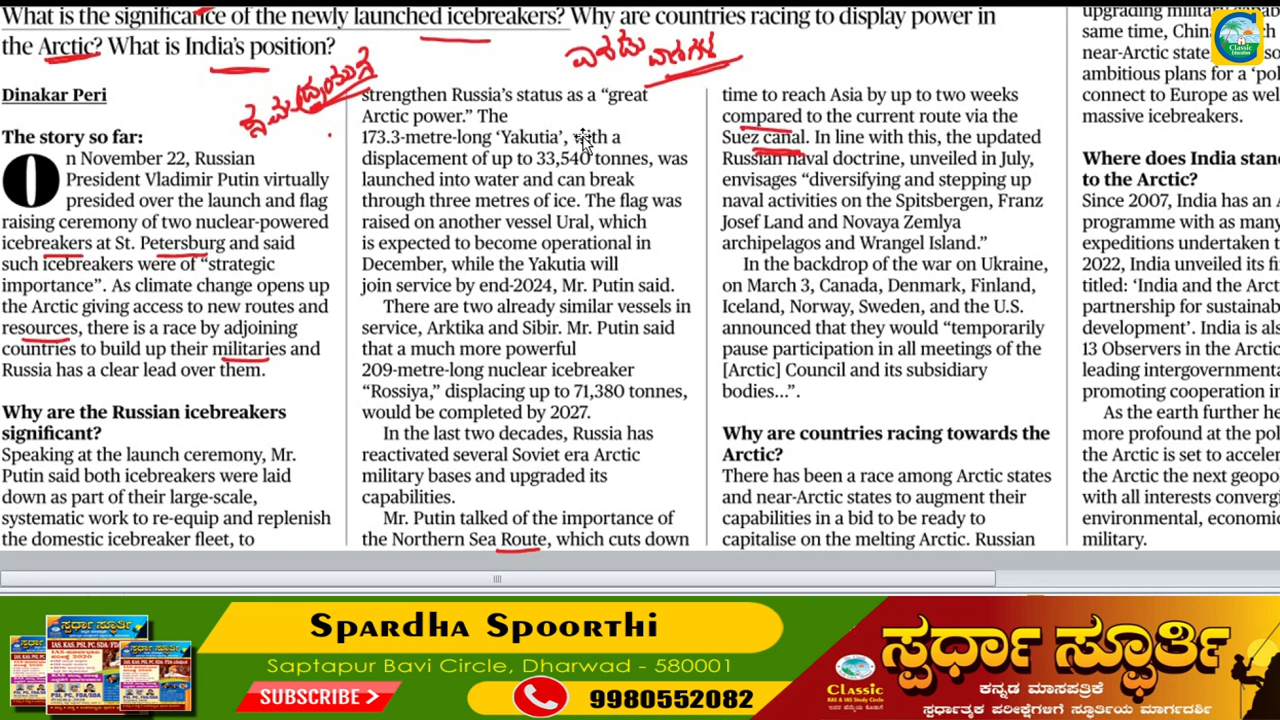 What is the significance of the newly launched icebreakers? Why are countries racing to display power in
the Arctic? What is India's position?
ಎರಡು ವಾರಗಳ
Dinakar Peri
The story so far:
On November 22, Russian
President Vladimir Putin virtually
presided over the launch and flag
raising ceremony of two nuclear-powered
icebreakers at St. Petersburg and said
such icebreakers were of “strategic
importance”. As climate change opens up
the Arctic giving access to new routes and
resources, there is a race by adjoining
countries to build up their militaries and
Russia has a clear lead over them.
Why are the Russian icebreakers
significant?
Speaking at the launch ceremony, Mr.
Putin said both icebreakers were laid
down as part of their large-scale,
systematic work to re-equip and replenish
the domestic icebreaker fleet, to
strengthen Russia's status as a “great
Arctic power.” The
173.3-metre-long ‘Yakutia’, with a
displacement of up to 33,540 tonnes, was
launched into water and can break
through three metres of ice. The flag was
raised on another vessel Ural, which
is expected to become operational in
December, while the Yakutia will
join service by end-2024, Mr. Putin said.
There are two already similar vessels in
service, Arktika and Sibir. Mr. Putin said
that a much more powerful
209-metre-long nuclear icebreaker
“Rossiya,” displacing up to 71,380 tonnes,
would be completed by 2027.
In the last two decades, Russia has
reactivated several Soviet era Arctic
military bases and upgraded its
capabilities.
Mr. Putin talked of the importance of
the Northern Sea Route, which cuts down
time to reach Asia by up to two weeks
compared to the current route via the
Suez canal. In line with this, the updated
Russian naval doctrine, unveiled in July,
envisages “diversifying and stepping up
naval activities on the Spitsbergen, Franz
Josef Land and Novaya Zemlya
archipelagos and Wrangel Island.”
In the backdrop of the war on Ukraine,
on March 3, Canada, Denmark, Finland,
Iceland, Norway, Sweden, and the U.S.
announced that they would “temporarily
pause participation in all meetings of the
[Arctic] Council and its subsidiary
bodies...”.
Why are countries racing towards the
Arctic?
There has been a race among Arctic states
and near-Arctic states to augment their
capabilities in a bid to be ready to
capitalise on the melting Arctic. Russian
upgrading military
same time, Chin
near-Arctic state
ambitious plans for a ‘pol
connect to Europe as wel
massive icebreakers.
Where does India stan
to the Arctic?
Since 2007, India has an A
programme with as many
expeditions undertaken t
2022, India unveiled its fi
titled: ‘India and the Arct
partnership for sustainab
development’. India is als
13 Observers in the Arctic
leading intergovernmenta
promoting cooperation in
As the earth further he
more profound at the pol
the Arctic is set to acceler
the Arctic the next geopo
with all interests convergi
environmental, economic
military.
Classic
Education
Spardha Spoorthi
Saptapur Bavi Circle Dharwad - 580001
SUBSCRIBE >
9980552082
Classic
IAS & KAS Study Circle
ಸ್ಪರ್ಧಾ ಸ್ಪೂರ್ತಿ
ಕನ್ನಡ ಮಾಸಪತ್ರಿಕೆ
ಸ್ಪರ್ಧಾತ್ಮಕ ಪರೀಕ್ಷೆಗಳಿಗೆ ಸ್ಫೂರ್ತಿಯ ಮಾರ್ಗದರ್ಶಿ